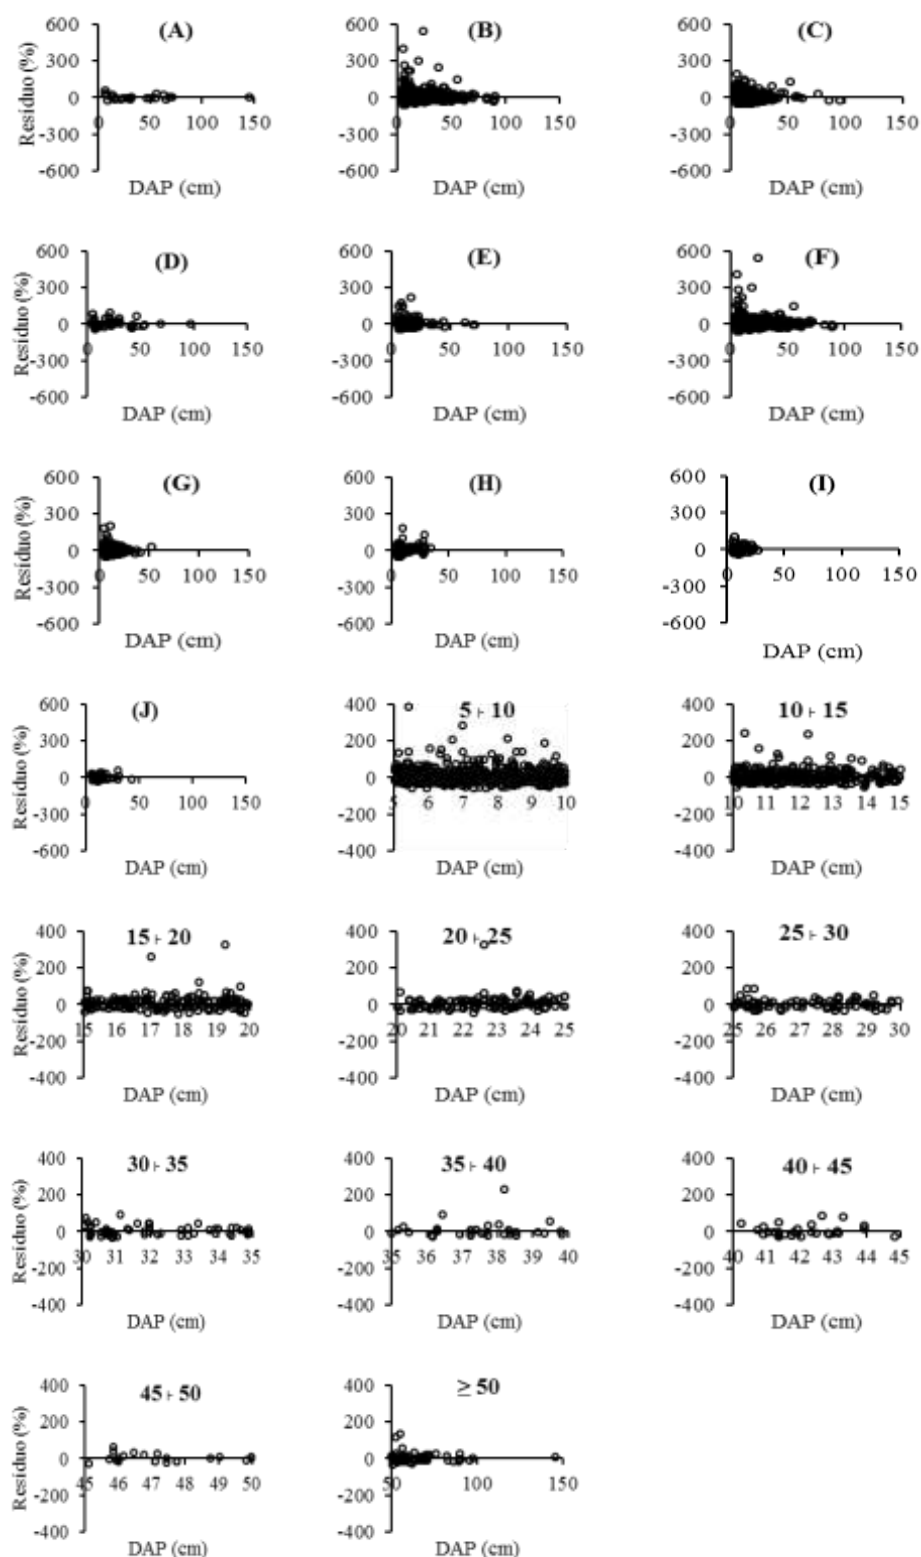 (A) (B) (C)
600 600 600
300 300 300
0 0 0
-300 -300 -300
-600 -600 -600
0 50 100 150 0 50 100 150 0 50 100 150
Resíduo (%)
DAP (cm) DAP (cm) DAP (cm)
(D) (E) (F)
600 600 600
300 300 300
0 0 0
-300 -300 -300
-600 -600 -600
0 50 100 150 0 50 100 150 0 50 100 150
Resíduo (%)
DAP (cm) DAP (cm) DAP (cm)
(G) (H) (I)
600 600 600
300 300 300
0 0 0
-300 -300 -300
-600 -600 -600
0 50 100 150 0 50 100 150 0 50 100 150
Resíduo (%)
DAP (cm) DAP (cm) DAP (cm)
(J) 5 ⊦ 10 10 ⊦ 15
600 400 400
300 200 200
0 0 0
-300 -200 -200
-600 -400 -400
0 50 100 150 5 6 7 8 9 10 10 11 12 13 14 15
Resíduo (%)
DAP (cm) DAP (cm) DAP (cm)
15 ⊦ 20 20 ⊦ 25 25 ⊦ 30
400 400 400
200 200 200
0 0 0
-200 -200 -200
-400 -400 -400
15 16 17 18 19 20 20 21 22 23 24 25 25 26 27 28 29 30
Resíduo (%)
DAP (cm) DAP (cm) DAP (cm)
30 ⊦ 35 35 ⊦ 40 40 ⊦ 45
400 400 400
200 200 200
0 0 0
-200 -200 -200
-400 -400 -400
30 31 32 33 34 35 35 36 37 38 39 40 40 41 42 43 44 45
Resíduo (%)
DAP (cm) DAP (cm) DAP (cm)
45 ⊦ 50 ≥ 50
400 400
200 200
0 0
-200 -200
-400 -400
45 46 47 48 49 50 50 100 150
Resíduo (%)
DAP (cm) DAP (cm)